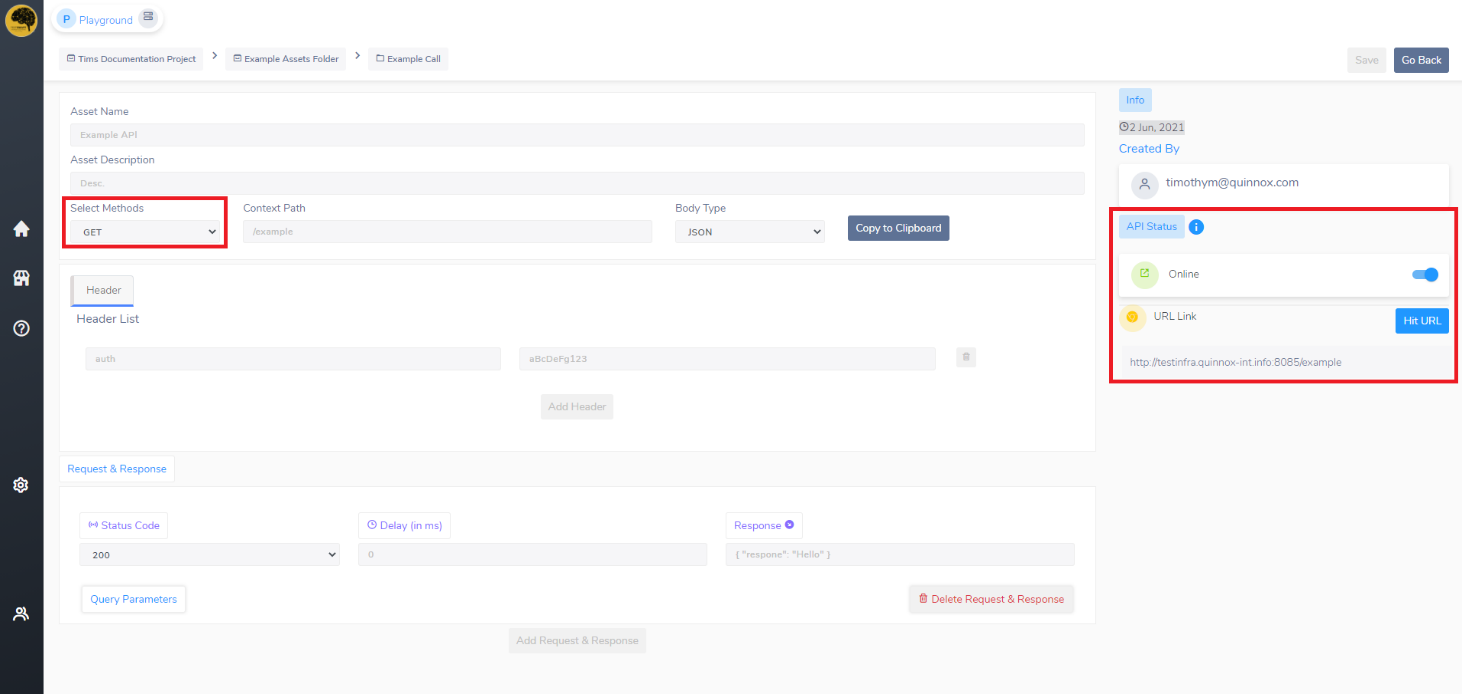 P Playground
Tims Documentation Project > Example Assets Folder > Example Call
Save Go Back
Asset Name
Example API
Asset Description
Desc.
Select Methods Context Path Body Type
GET /example JSON Copy to Clipboard
Header
Header List
auth aBcDeFg123
Add Header
Request & Response
Status Code Delay (in ms) Response
200 0 { "respone": "Hello" }
Query Parameters Delete Request & Response
Add Request & Response
Info
2 Jun, 2021
Created By
timothym@quinnox.com
API Status i
Online
URL Link
Hit URL
http://testinfra.quinnox-int.info:8085/example